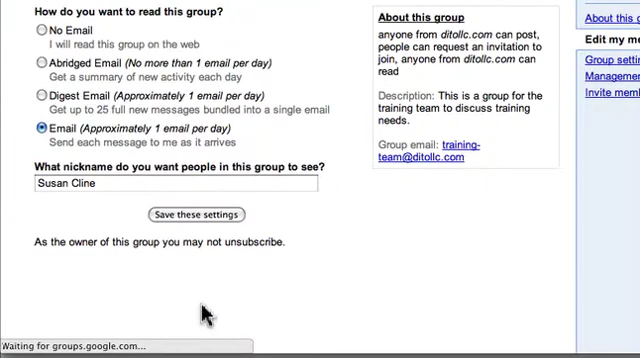 How do you want to read this group?
No Email
I will read this group on the web
Abridged Email (No more than 1 email per day)
Get a summary of new activity each day
Digest Email (Approximately 1 email per day)
Get up to 25 full new messages bundled into a single email
Email (Approximately 1 email per day)
Send each message to me as it arrives
What nickname do you want people in this group to see?
Susan Cline
Save these settings
As the owner of this group you may not unsubscribe.
About this group
anyone from ditollc.com can post,
people can request an invitation to
join, anyone from ditollc.com can
read
Description: This is a group for the
training team to discuss training
needs.
Group email: training-
team@ditollc.com
About this g
Edit my me
Group setti
Managemer
Invite memb
Waiting for groups.google.com...